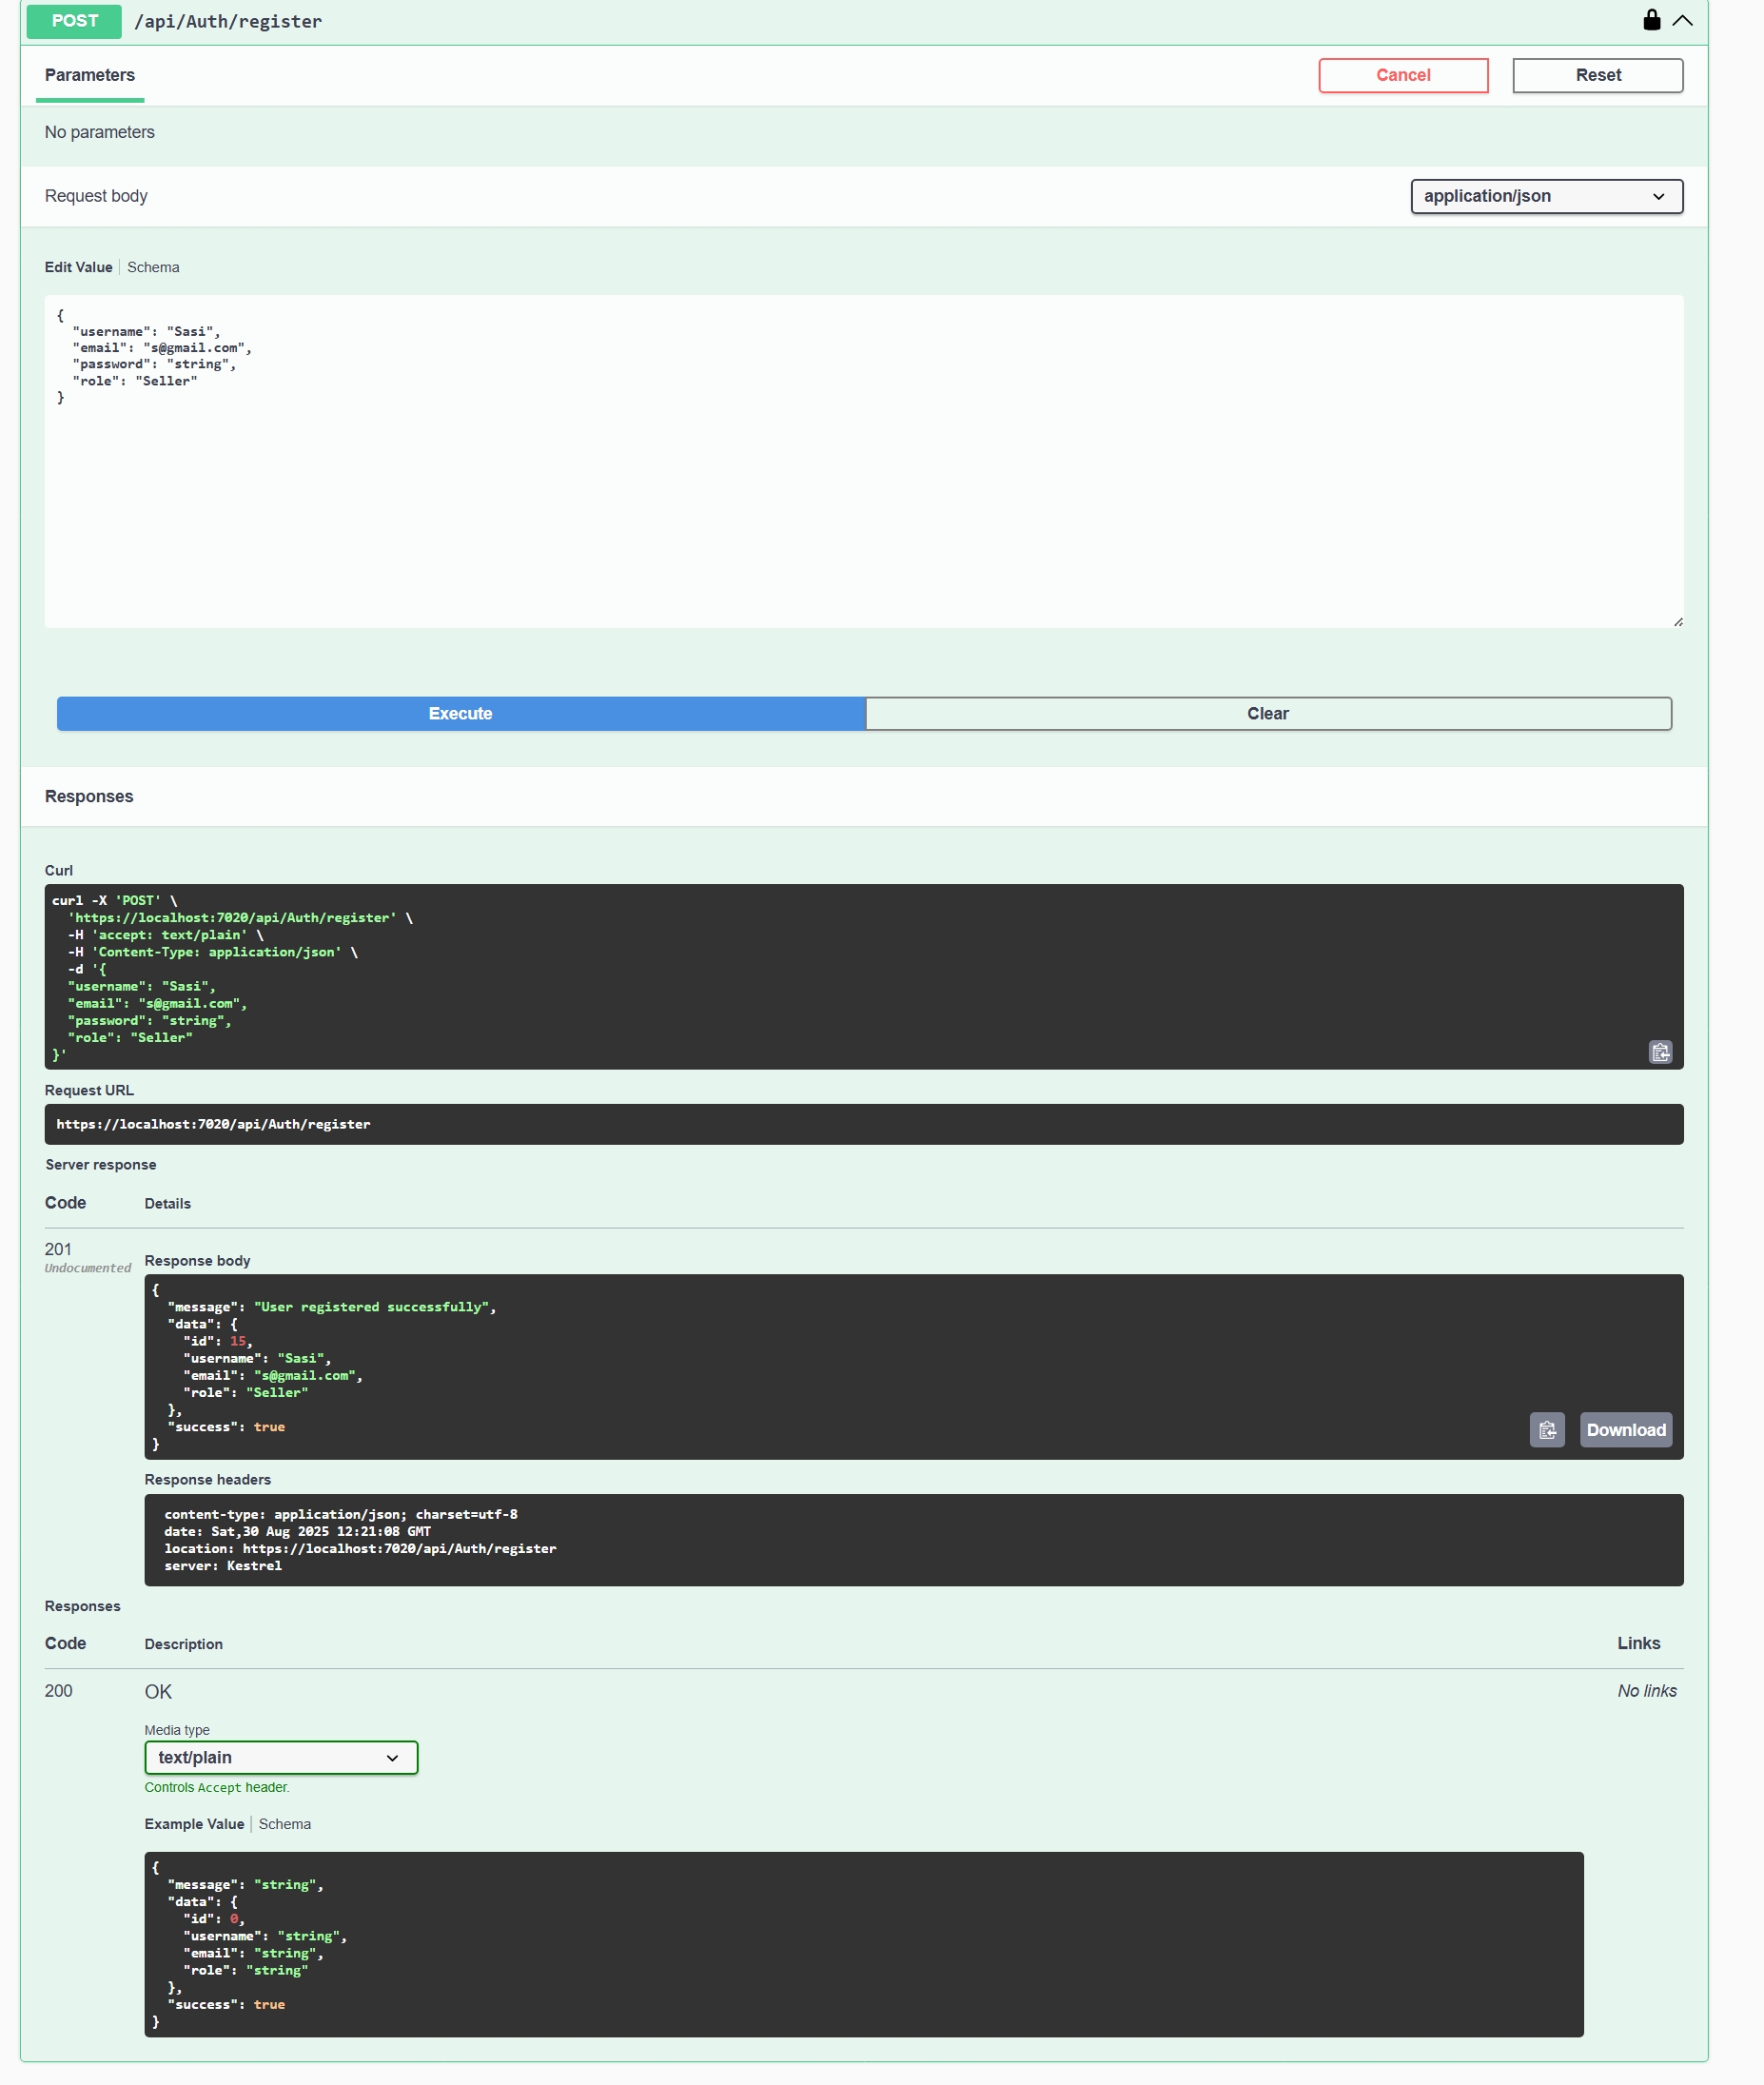 POST /api/Auth/register
Parameters
Cancel
Reset
No parameters
Request body
application/json
Edit Value | Schema
{
  "username": "Sasi",
  "email": "s@gmail.com",
  "password": "string",
  "role": "Seller"
}
Execute
Clear
Responses
Curl
curl -X 'POST' \
  'https://localhost:7020/api/Auth/register' \
  -H 'accept: text/plain' \
  -H 'Content-Type: application/json' \
  -d '{
  "username": "Sasi",
  "email": "s@gmail.com",
  "password": "string",
  "role": "Seller"
}'
Request URL
https://localhost:7020/api/Auth/register
Server response
Code Details
201
Undocumented
Response body
{
  "message": "User registered successfully",
  "data": {
    "id": 15,
    "username": "Sasi",
    "email": "s@gmail.com",
    "role": "Seller"
  },
  "success": true
}
Download
Response headers
content-type: application/json; charset=utf-8
date: Sat,30 Aug 2025 12:21:08 GMT
location: https://localhost:7020/api/Auth/register
server: Kestrel
Responses
Code Description Links
200 OK No links
Media type
text/plain
Controls Accept header.
Example Value | Schema
{
  "message": "string",
  "data": {
    "id": 0,
    "username": "string",
    "email": "string",
    "role": "string"
  },
  "success": true
}